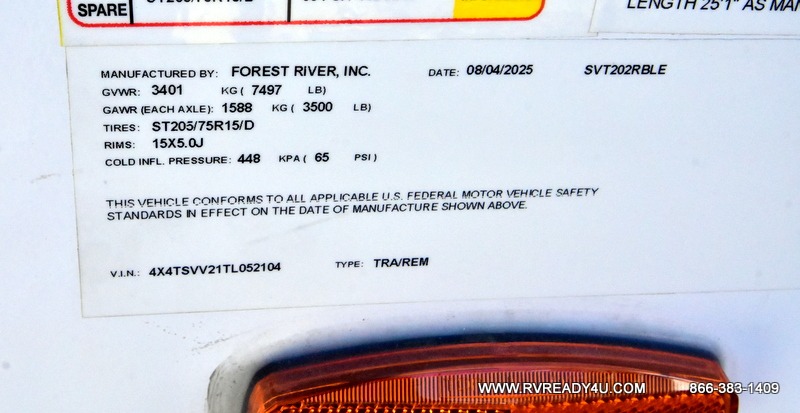 SPARE
LENGTH 25'1" AS MAN
MANUFACTURED BY: FOREST RIVER, INC. DATE: 08/04/2025 SVT202RBLE
GVWR: 3401 KG ( 7497 LB)
GAWR (EACH AXLE): 1588 KG ( 3500 LB)
TIRES: ST205/75R15/D
RIMS: 15X5.0J
COLD INFL. PRESSURE: 448 KPA ( 65 PSI )
THIS VEHICLE CONFORMS TO ALL APPLICABLE U.S. FEDERAL MOTOR VEHICLE SAFETY
STANDARDS IN EFFECT ON THE DATE OF MANUFACTURE SHOWN ABOVE.
V.I.N.: 4X4TSVV21TL052104 TYPE: TRA/REM
WWW.RVREADY4U.COM 866-383-1409